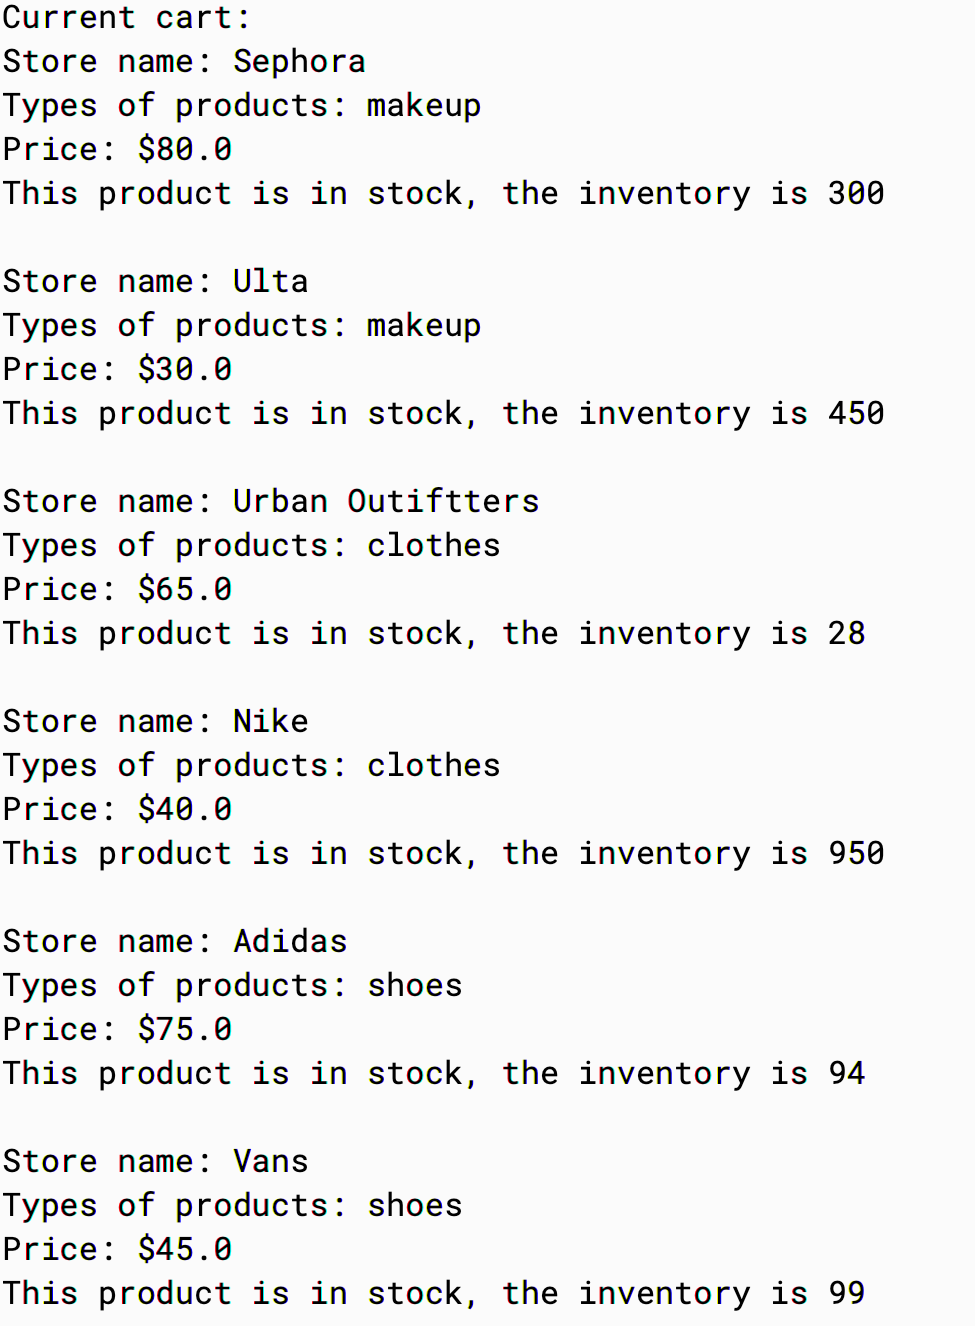 Current cart:
Store name: Sephora
Types of products: makeup
Price: $80.0
This product is in stock, the inventory is 300
Store name: Ulta
Types of products: makeup
Price: $30.0
This product is in stock, the inventory is 450
Store name: Urban Outiftters
Types of products: clothes
Price: $65.0
This product is in stock, the inventory is 28
Store name: Nike
Types of products: clothes
Price: $40.0
This product is in stock, the inventory is 950
Store name: Adidas
Types of products: shoes
Price: $75.0
This product is in stock, the inventory is 94
Store name: Vans
Types of products: shoes
Price: $45.0
This product is in stock, the inventory is 99